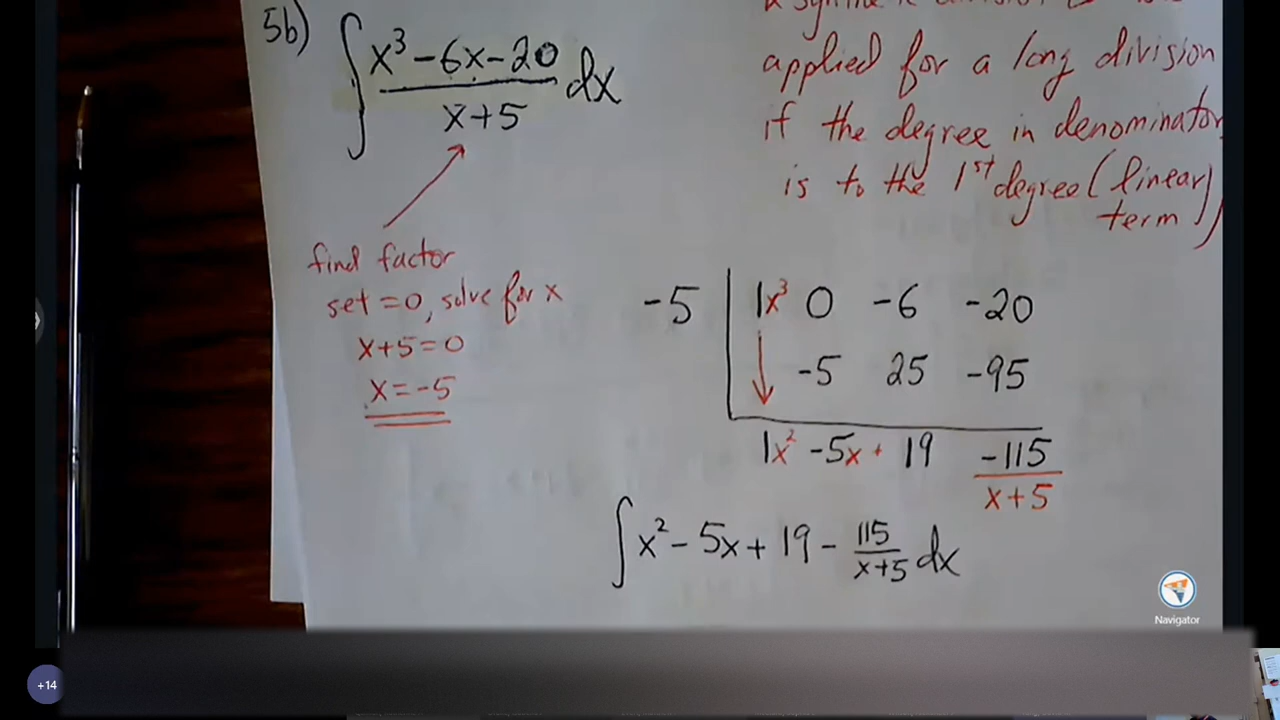 5b) ∫ x³ - 6x - 20 / x + 5 dx
applied for a long division
if the degree in denominator
is to the 1st degree (linear
term)
find factor
set = 0, solve for x
x + 5 = 0
x = -5
-5 | 1x³ 0 -6 -20
-5 25 -95
1x² - 5x + 19 -115 / x + 5
∫ x² - 5x + 19 - 115 / x + 5 dx
Navigator
+14